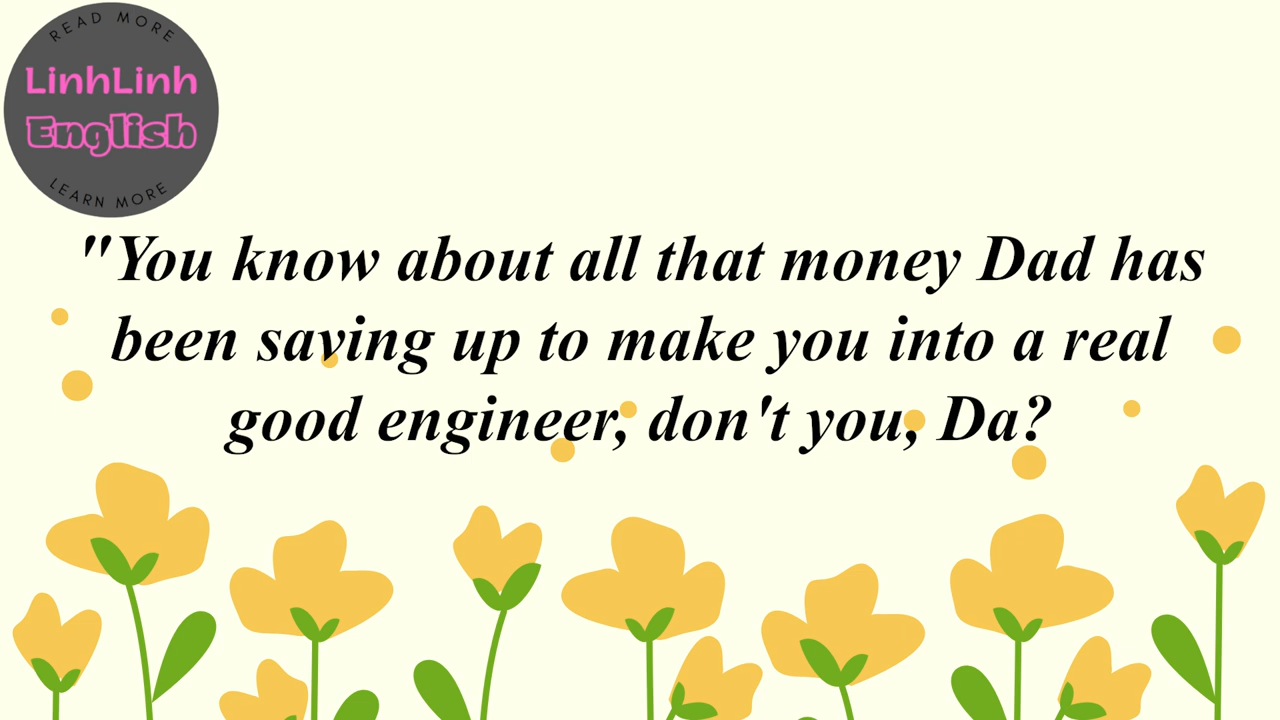 READ MORE
LinhLinh
English
LEARN MORE
"You know about all that money Dad has
been saving up to make you into a real
good engineer, don't you, Da?